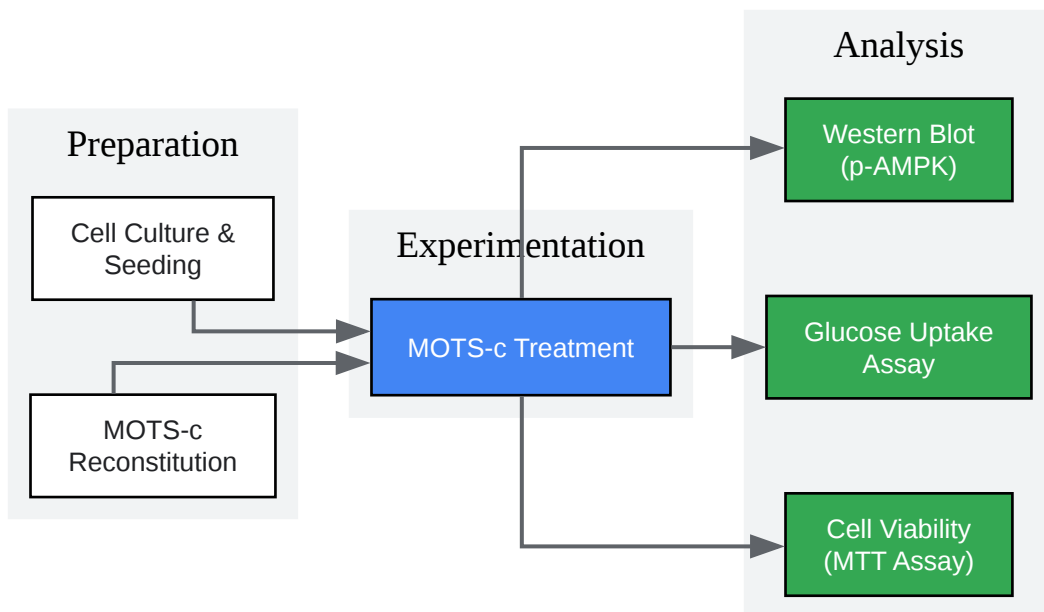 Preparation
Cell Culture &
Seeding
MOTS-c
Reconstitution
Experimentation
MOTS-c Treatment
Analysis
Western Blot
(p-AMPK)
Glucose Uptake
Assay
Cell Viability
(MTT Assay)